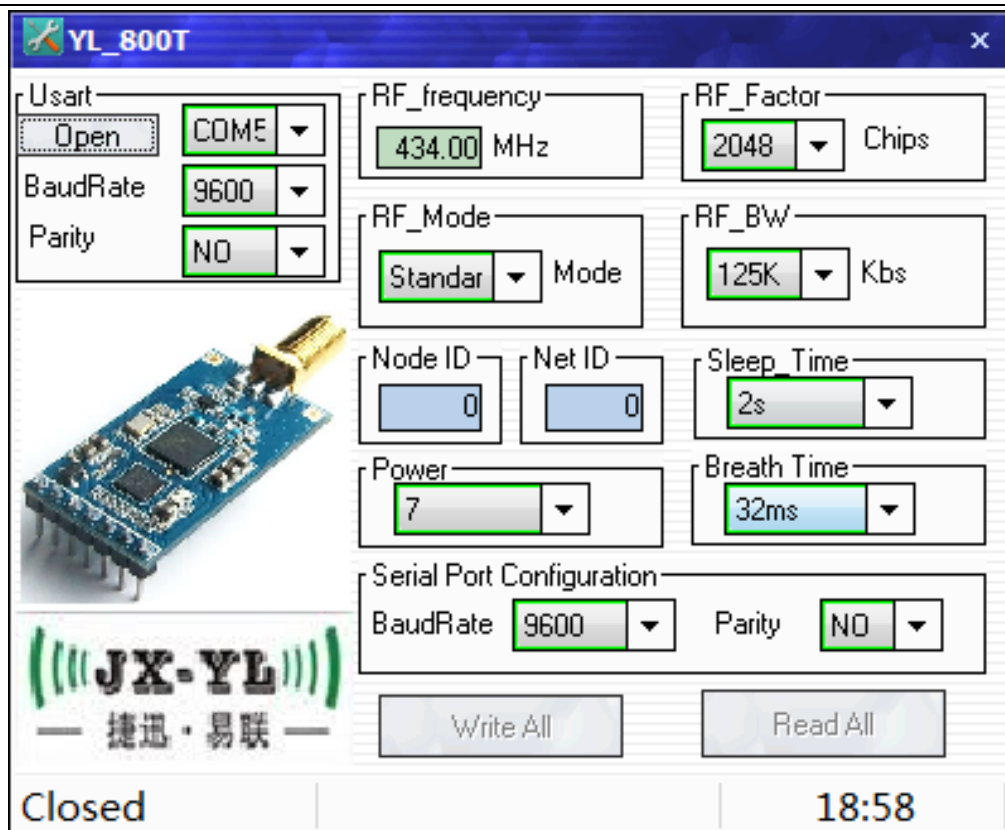 YL_800T
x
Usart
Open COM5
BaudRate 9600
Parity NO
RF_frequency
434.00 MHz
RF_Factor
2048 Chips
RF_Mode
Standar Mode
RF_BW
125K Kbs
Node ID
0
Net ID
0
Sleep_Time
2s
Power
7
Breath Time
32ms
Serial Port Configuration
BaudRate 9600 Parity NO
JX-YL
捷迅·易联
Write All Read All
Closed 18:58